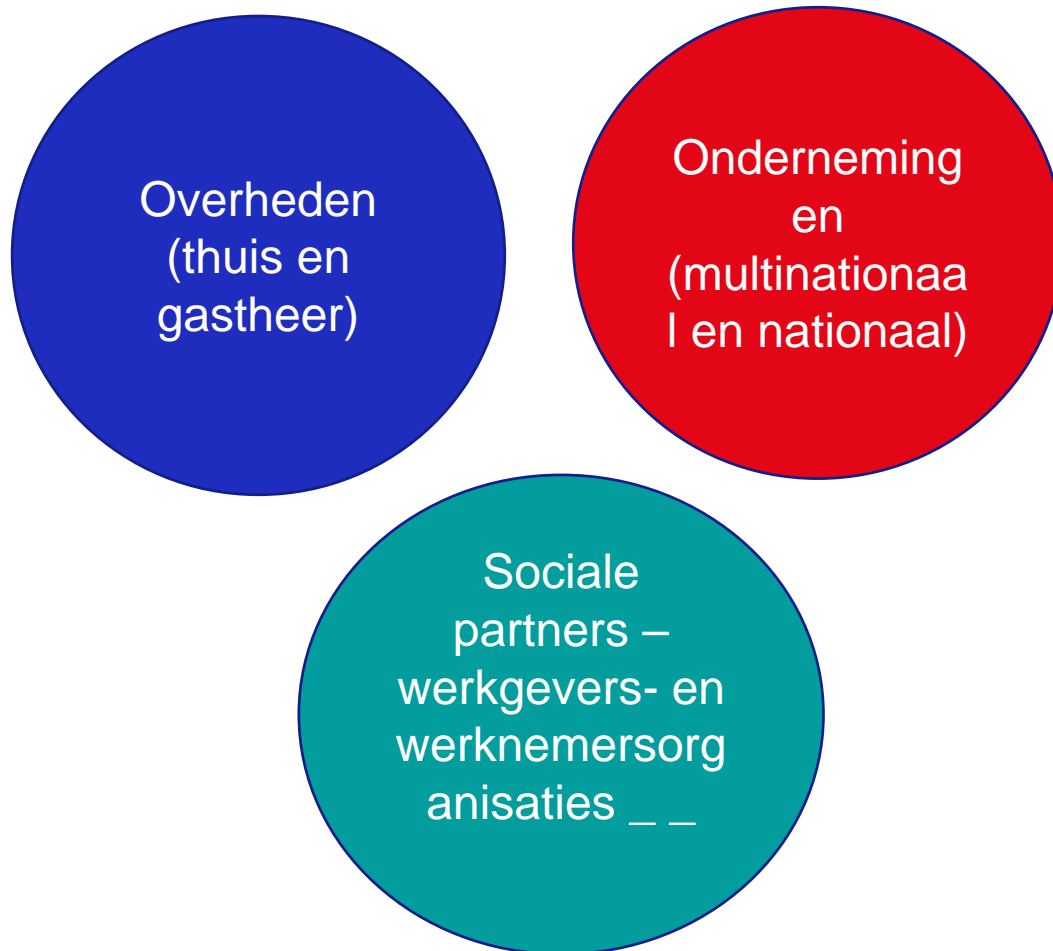 Overheden
(thuis en
gastheer)
Onderneming
en
(multinationaa
l en nationaal)
Sociale
partners –
werkgevers- en
werknemersorg
anisaties _ _